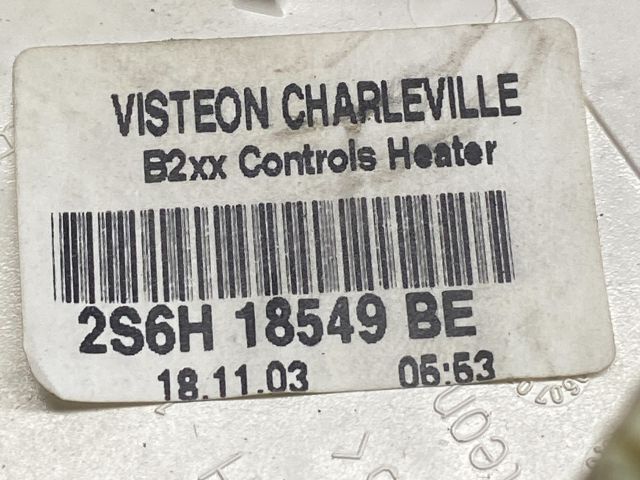 VISTEON CHARLEVILLE
B2xx Controls Heater
2S6H 18549 BE
18.11.03 05:53